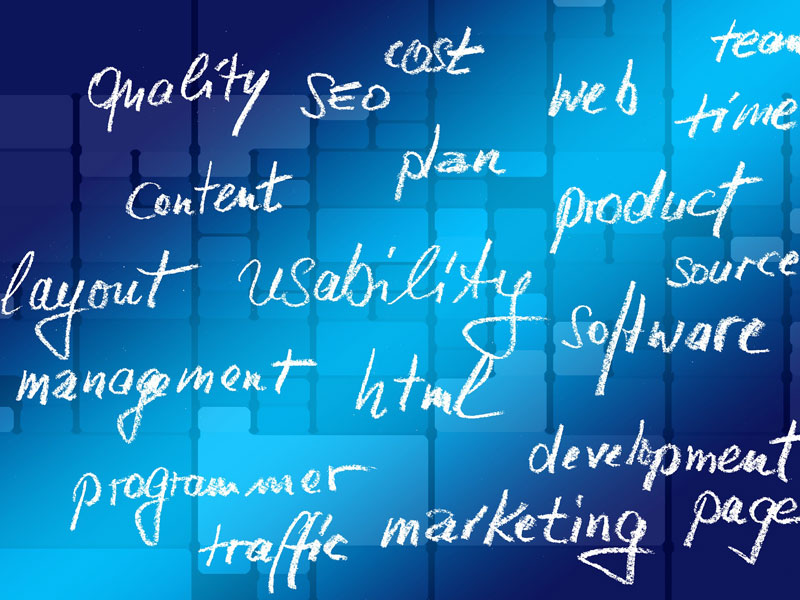 team
cost
Quality
SEO
web
time
plan
Content
product
layout
usability
source
software
managment
html
development
programmer
page
traffic
marketing